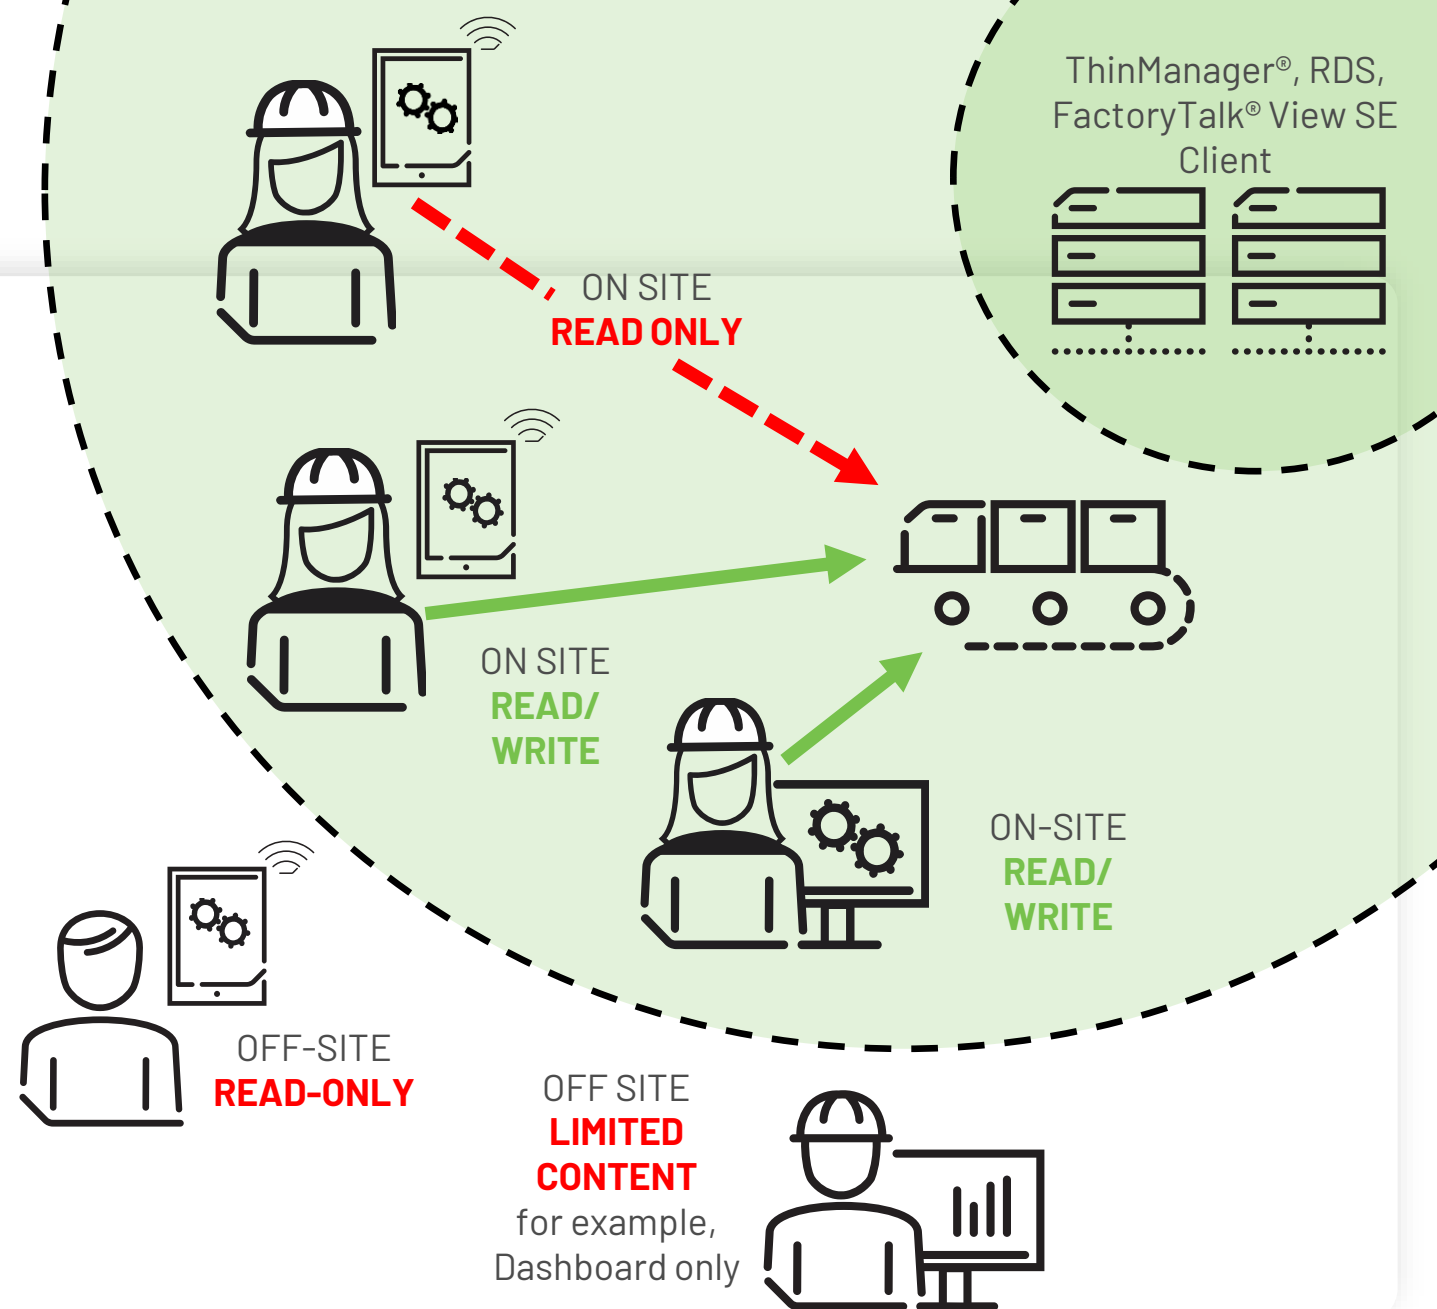 ThinManager®, RDS,
FactoryTalk® View SE
Client
ON SITE
READ ONLY
ON SITE
READ/
WRITE
ON-SITE
READ/
WRITE
OFF-SITE
READ-ONLY
OFF SITE
LIMITED
CONTENT
for example,
Dashboard only